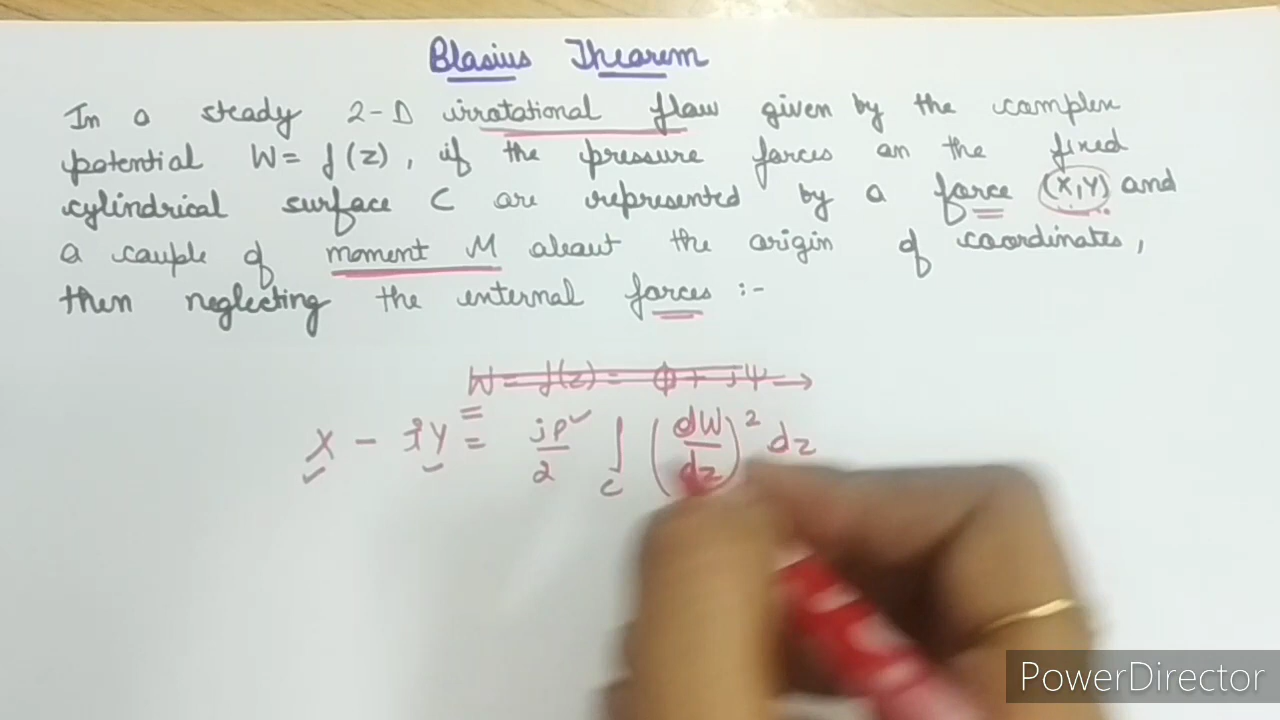 Blasius Theorem
In a steady 2-D irrotational flow given by the complex
potential W = f(z), if the pressure forces on the fixed
cylindrical surface C are represented by a force (X,Y) and
a couple of moment M about the origin of coordinates,
then neglecting the external forces :-
W = f(z) = ϕ + iψ
X - iY = iρ/2 ∫_C (dW/dz)² dz
PowerDirector